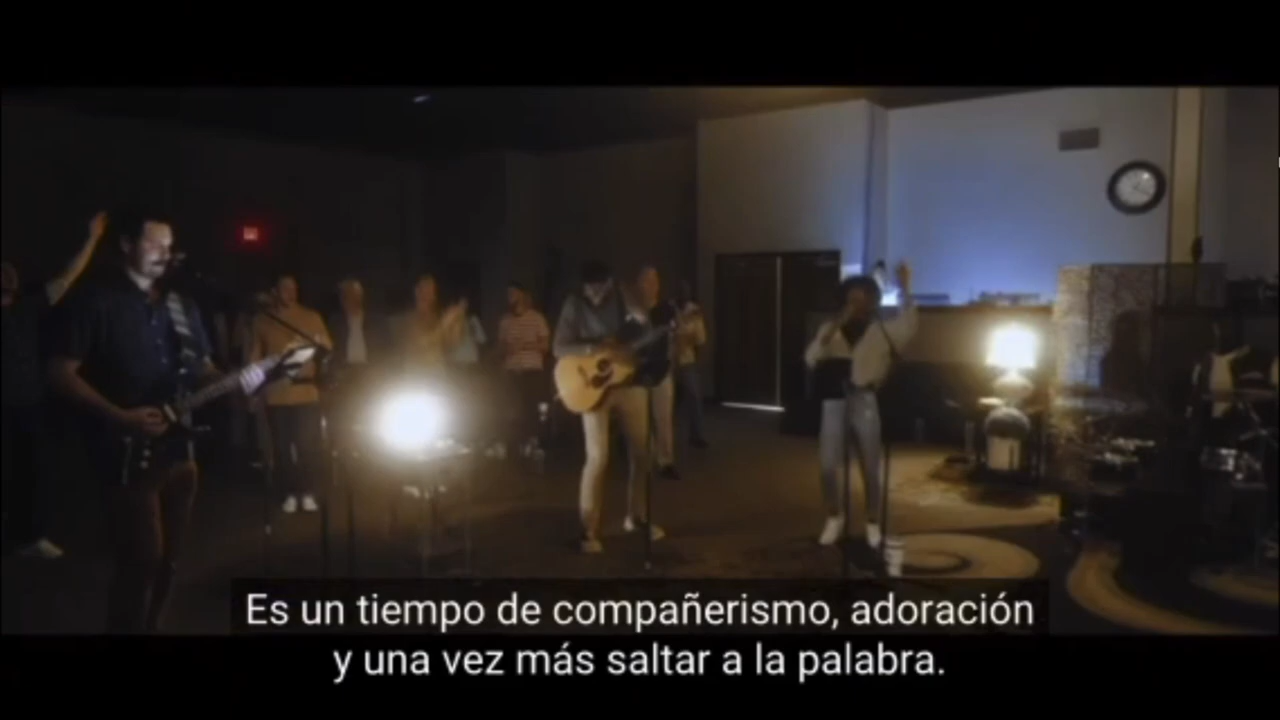 Es un tiempo de compañerismo, adoración
y una vez más saltar a la palabra.